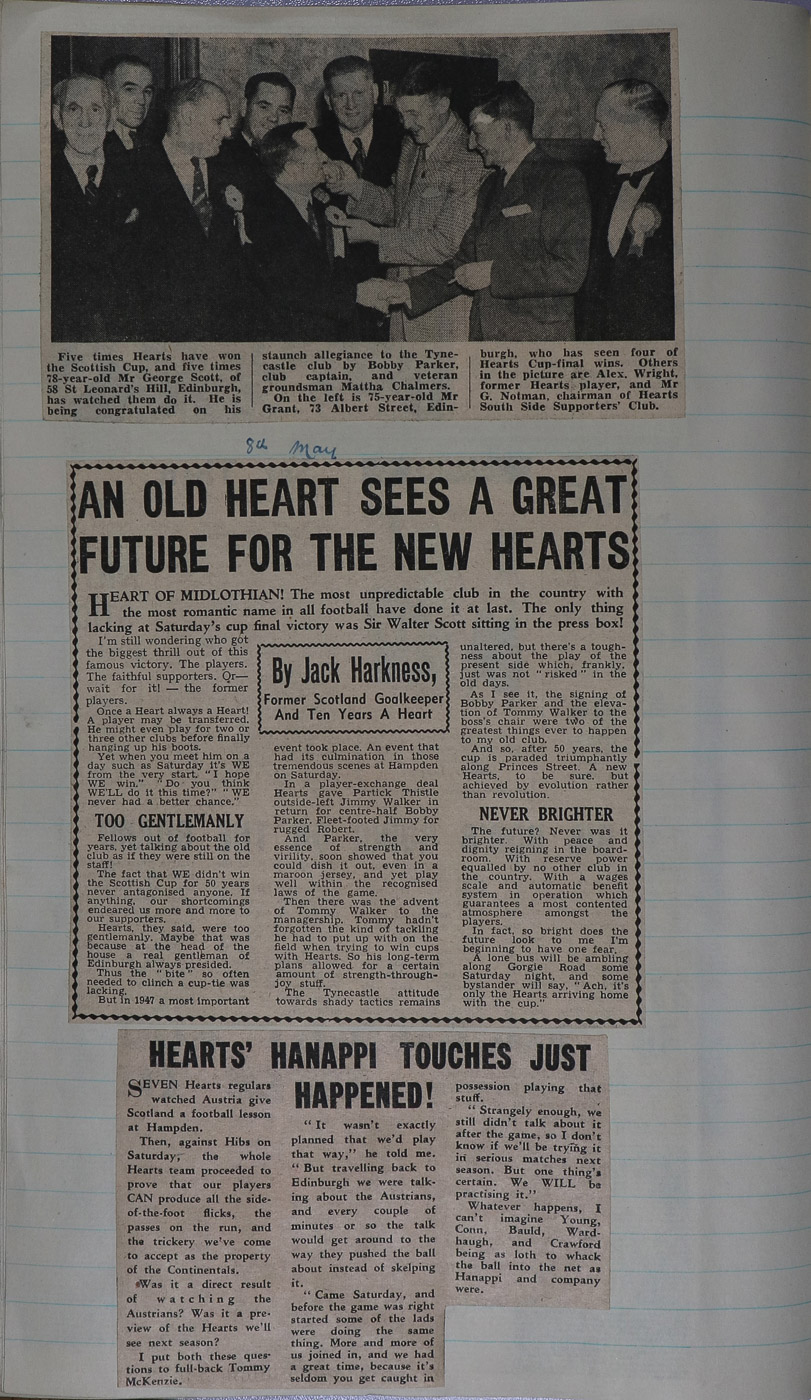 Five times Hearts have won
the Scottish Cup, and five times
78-year-old Mr George Scott, of
58 St Leonard's Hill, Edinburgh,
has watched them do it. He is
being congratulated on his
staunch allegiance to the Tyne-
castle club by Bobby Parker,
club captain, and veteran
groundsman Mattha Chalmers.
On the left is 75-year-old Mr
Grant, 73 Albert Street, Edin-
burgh, who has seen four of
Hearts Cup-final wins. Others
in the picture are Alex. Wright,
former Hearts player, and Mr
G. Notman, chairman of Hearts
South Side Supporters' Club.
8th May
AN OLD HEART SEES A GREAT
FUTURE FOR THE NEW HEARTS
HEART OF MIDLOTHIAN! The most unpredictable club in the country with
the most romantic name in all football have done it at last. The only thing
lacking at Saturday's cup final victory was Sir Walter Scott sitting in the press box!
By Jack Harkness,
Former Scotland Goalkeeper
And Ten Years A Heart
I'm still wondering who got
the biggest thrill out of this
famous victory. The players.
The faithful supporters. Or—
wait for it! — the former
players.
Once a Heart always a Heart!
A player may be transferred.
He might even play for two or
three other clubs before finally
hanging up his boots.
Yet when you meet him on a
day such as Saturday it's WE
from the very start. "I hope
WE win." "Do you think
WE'LL do it this time?" "WE
never had a better chance."
TOO GENTLEMANLY
Fellows out of football for
years, yet talking about the old
club as if they were still on the
staff!
The fact that WE didn't win
the Scottish Cup for 50 years
never antagonised anyone. If
anything, our shortcomings
endeared us more and more to
our supporters.
Hearts, they said, were too
gentlemanly. Maybe that was
because at the head of the
house a real gentleman of
Edinburgh always presided.
Thus the "bite" so often
needed to clinch a cup-tie was
lacking.
But in 1947 a most important
event took place. An event that
had its culmination in those
tremendous scenes at Hampden
on Saturday.
In a player-exchange deal
Hearts gave Partick Thistle
outside-left Jimmy Walker in
return for centre-half Bobby
Parker. Fleet-footed Jimmy for
rugged Robert.
And Parker, the very
essence of strength and
virility, soon showed that you
could dish it out, even in a
maroon jersey, and yet play
well within the recognised
laws of the game.
Then there was the advent
of Tommy Walker to the
managership. Tommy hadn't
forgotten the kind of tackling
he had to put up with on the
field when trying to win cups
with Hearts. So his long-term
plans allowed for a certain
amount of strength-through-
joy stuff.
The Tynecastle attitude
towards shady tactics remains
unaltered, but there's a tough-
ness about the play of the
present side which, frankly,
just was not "risked" in the
old days.
As I see it, the signing of
Bobby Parker and the eleva-
tion of Tommy Walker to the
boss's chair were two of the
greatest things ever to happen
to my old club.
And so, after 50 years, the
cup is paraded triumphantly
along Princes Street. A new
Hearts, to be sure, but
achieved by evolution rather
than revolution.
NEVER BRIGHTER
The future? Never was it
brighter. With peace and
dignity reigning in the board-
room. With reserve power
equalled by no other club in
the country. With a wages
scale and automatic benefit
system in operation which
guarantees a most contented
atmosphere amongst the
players.
In fact, so bright does the
future look to me I'm
beginning to have one fear.
A lone bus will be ambling
along Gorgie Road some
Saturday night, and some
bystander will say, "Ach, it's
only the Hearts arriving home
with the cup."
HEARTS' HANAPPI TOUCHES JUST
HAPPENED!
SEVEN Hearts regulars
watched Austria give
Scotland a football lesson
at Hampden.
Then, against Hibs on
Saturday, the whole
Hearts team proceeded to
prove that our players
CAN produce all the side-
of-the-foot flicks, the
passes on the run, and
the trickery we've come
to accept as the property
of the Continentals.
Was it a direct result
of watching the
Austrians? Was it a pre-
view of the Hearts we'll
see next season?
I put both these ques-
tions to full-back Tommy
McKenzie.
"It wasn't exactly
planned that we'd play
that way," he told me.
"But travelling back to
Edinburgh we were talk-
ing about the Austrians,
and every couple of
minutes or so the talk
would get around to the
way they pushed the ball
about instead of skelping
it.
"Came Saturday, and
before the game was right
started some of the lads
were doing the same
thing. More and more of
us joined in, and we had
a great time, because it's
seldom you get caught in
possession playing that
stuff.
"Strangely enough, we
still didn't talk about it
after the game, so I don't
know if we'll be trying it
in serious matches next
season. But one thing's
certain. We WILL be
practising it."
Whatever happens, I
can't imagine Young,
Conn, Bauld, Ward-
haugh, and Crawford
being as loth to whack
the ball into the net as
Hanappi and company
were.